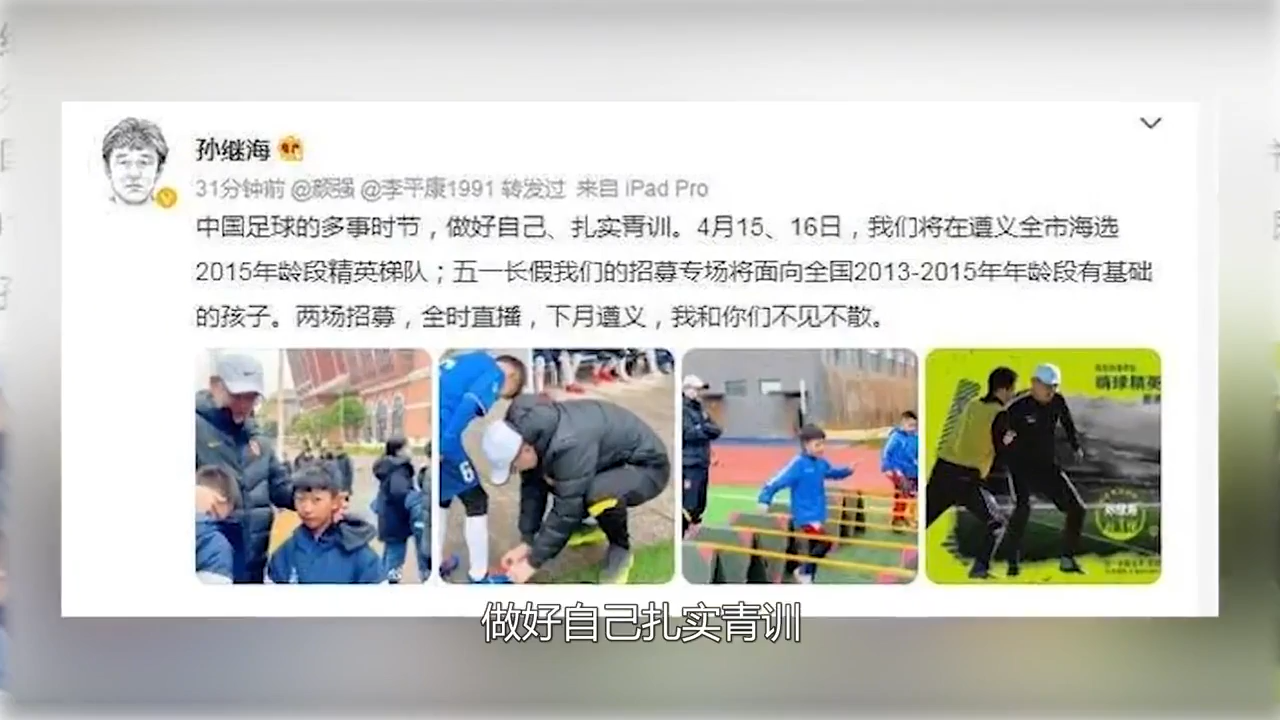 孙继海
31分钟前 @颜强 @李平康1991 转发过 来自 iPad Pro
中国足球的多事时节，做好自己、扎实青训。4月15、16日，我们将在遵义全市海选
2015年龄段精英梯队；五一长假我们的招募专场将面向全国2013-2015年年龄段有基础
的孩子。两场招募，全时直播，下月遵义，我和你们不见不散。
6
嗨球精英
做好自己扎实青训